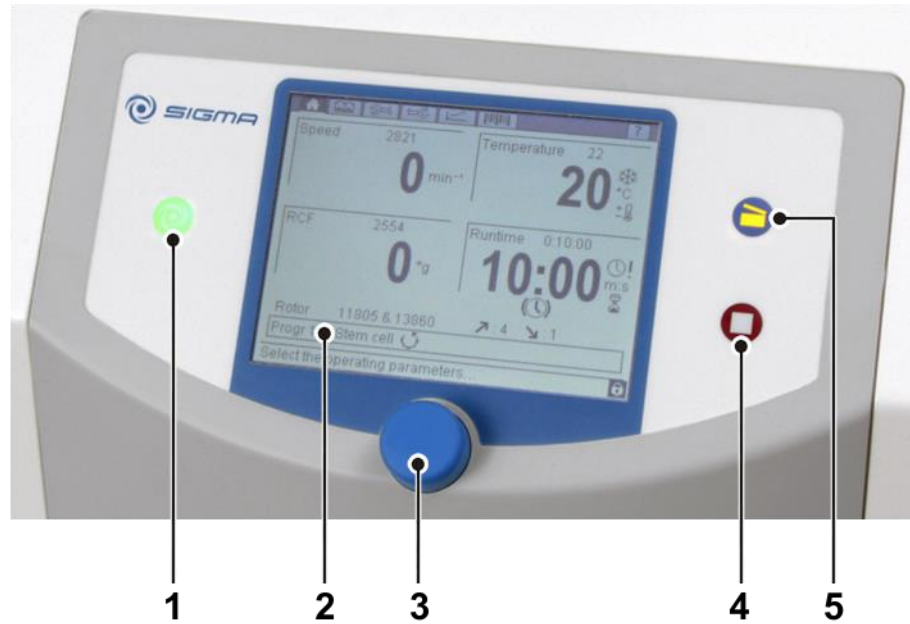 SIGMA
?
Speed 2821
0 min⁻¹
Temperature 22
20 °C
RCF 2554
0 *g
Runtime 0:10:00
10:00 m:s
Rotor 11805 & 13860 4 1
Progr Stem cell
Select the operating parameters...
1 2 3 4 5